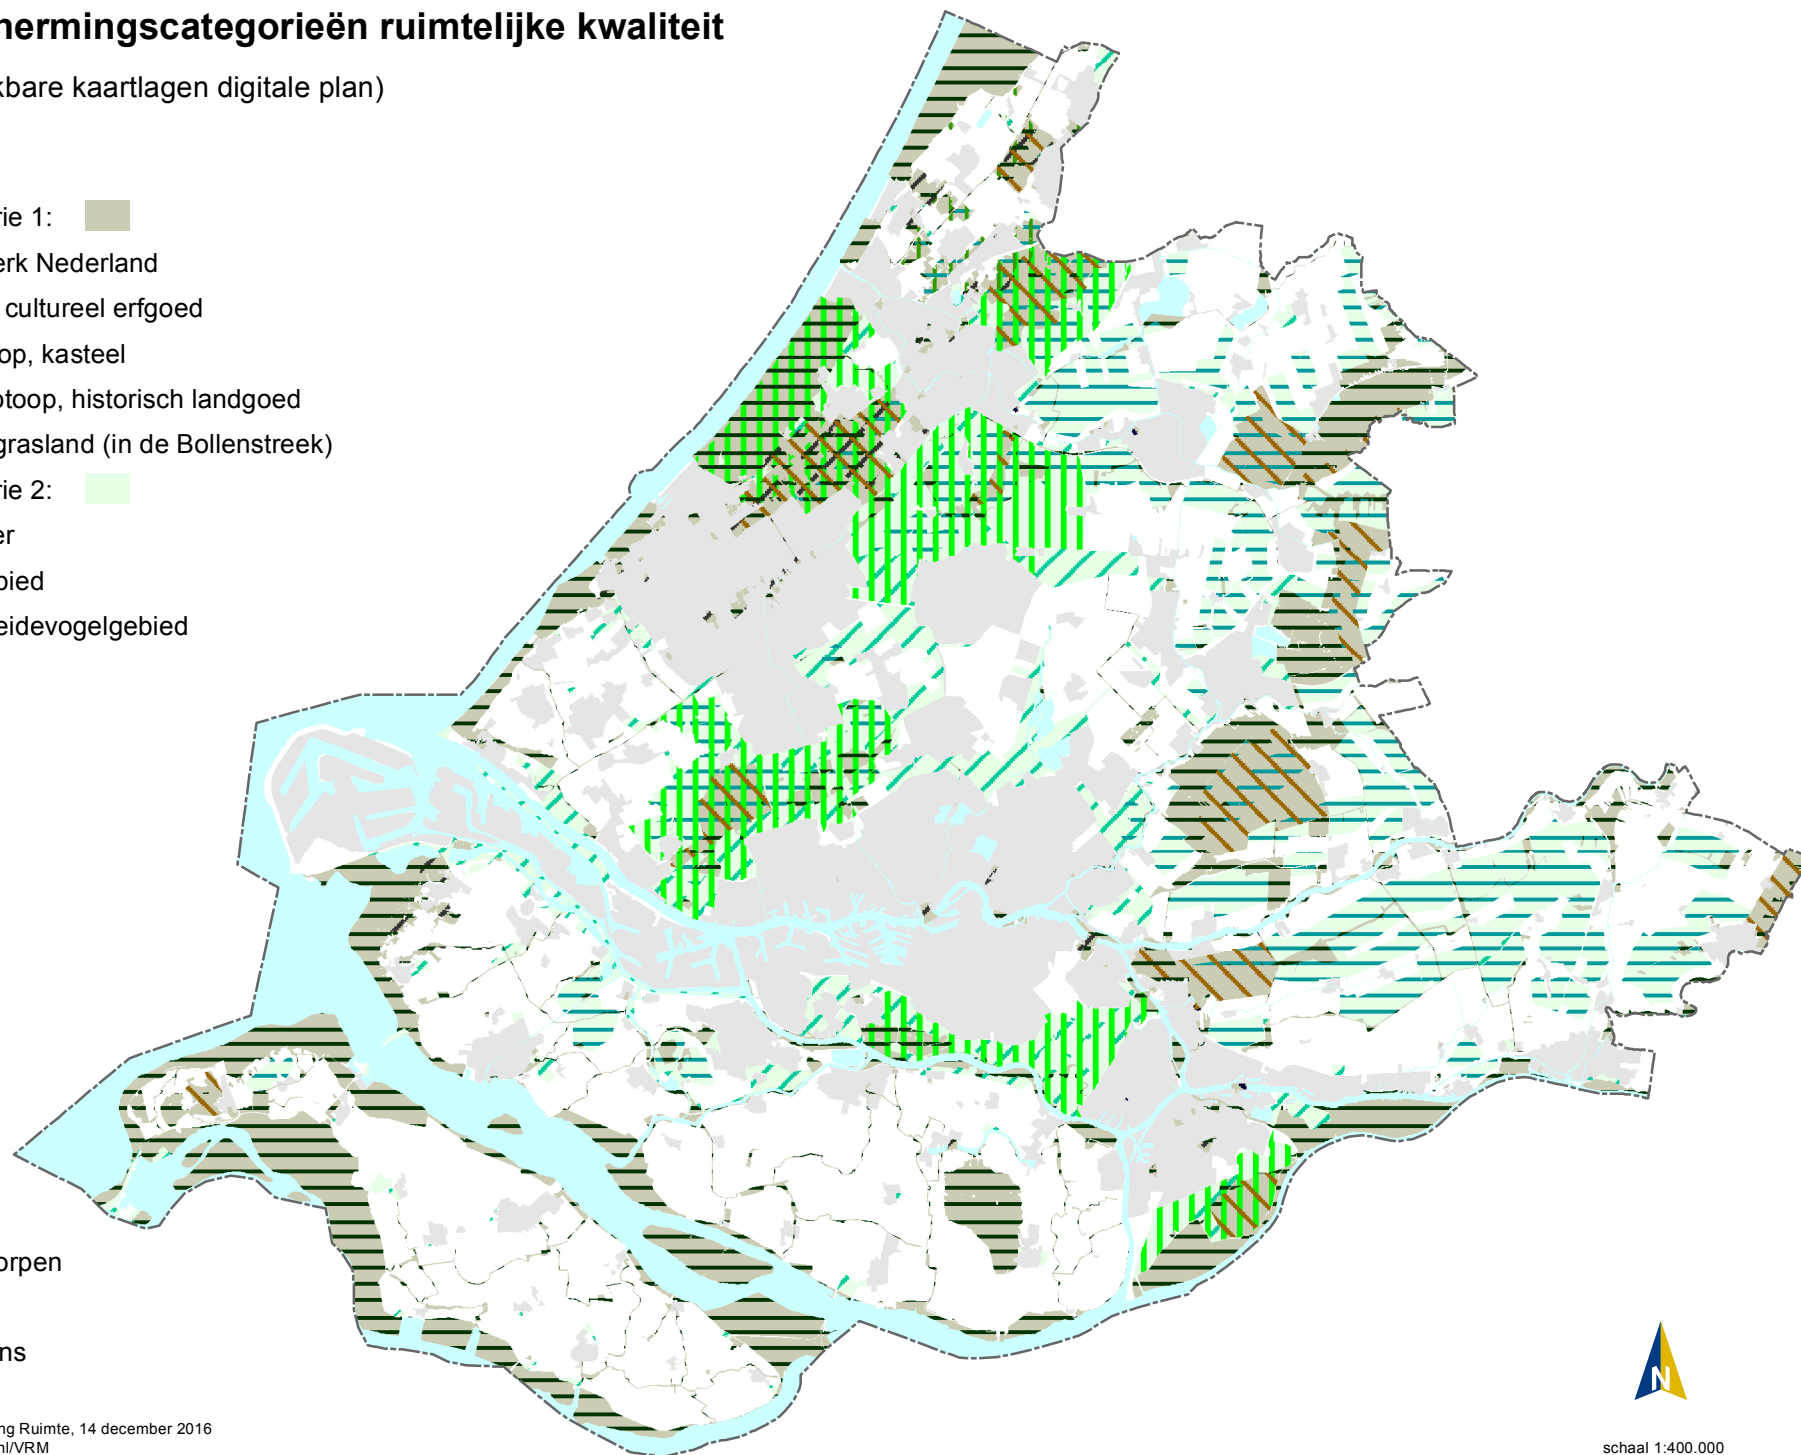 hermingscategorieën ruimtelijke kwaliteit
kbare kaartlagen digitale plan)
rie 1:
erk Nederland
cultureel erfgoed
op, kasteel
otoop, historisch landgoed
grasland (in de Bollenstreek)
rie 2:
er
bied
eidevogelgebied
orpen
ns
ng Ruimte, 14 december 2016
nl/VRM
N
schaal 1:400.000